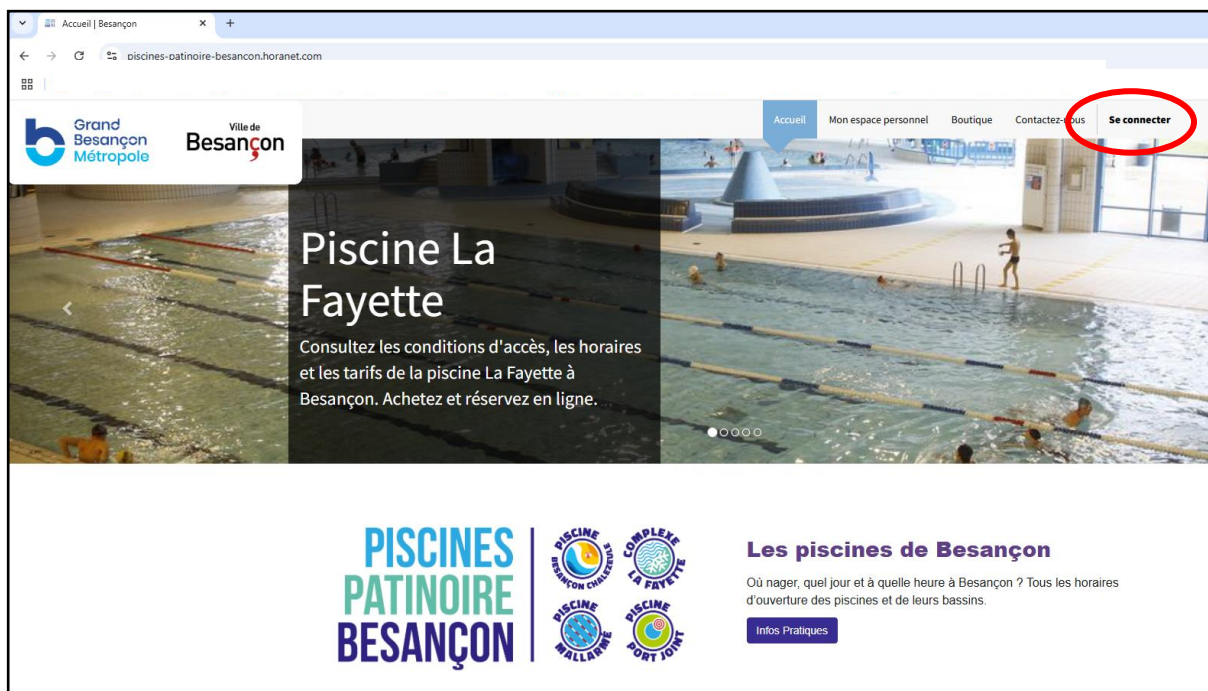 Accueil | Besançon
piscines-patinoire-besancon.horanet.com
Grand
Besançon
Métropole
Ville de
Besançon
Accueil
Mon espace personnel
Boutique
Contactez-nous
Se connecter
Piscine La
Fayette
Consultez les conditions d'accès, les horaires
et les tarifs de la piscine La Fayette à
Besançon. Achetez et réservez en ligne.
PISCINES
PATINOIRE
BESANÇON
PISCINE
BESANÇON CHALEZEULE
COMPLEXE
LA FAYETTE
PISCINE
MALLARMÉ
PISCINE
PORT JOINT
Les piscines de Besançon
Où nager, quel jour et à quelle heure à Besançon ? Tous les horaires
d'ouverture des piscines et de leurs bassins.
Infos Pratiques